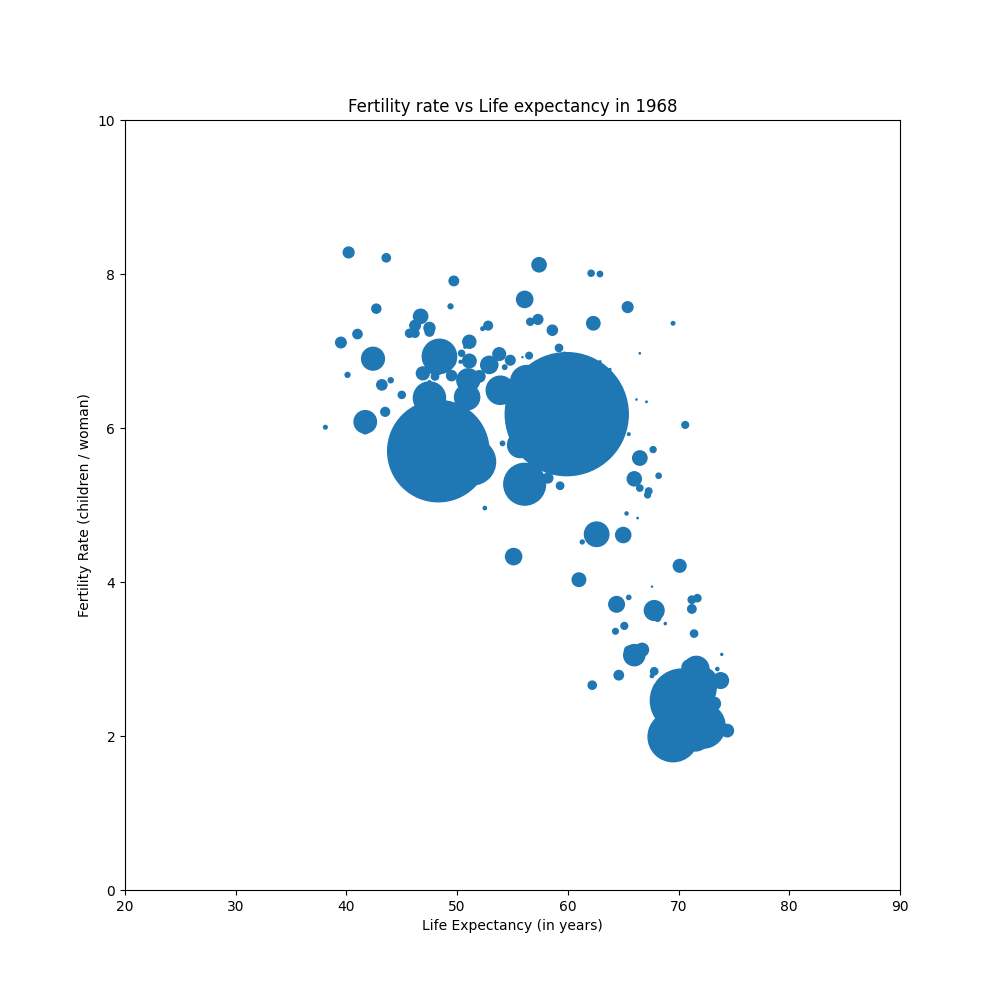 Fertility rate vs Life expectancy in 1968
10
8
6
4
2
0
Fertility Rate (children / woman)
20 30 40 50 60 70 80 90
Life Expectancy (in years)